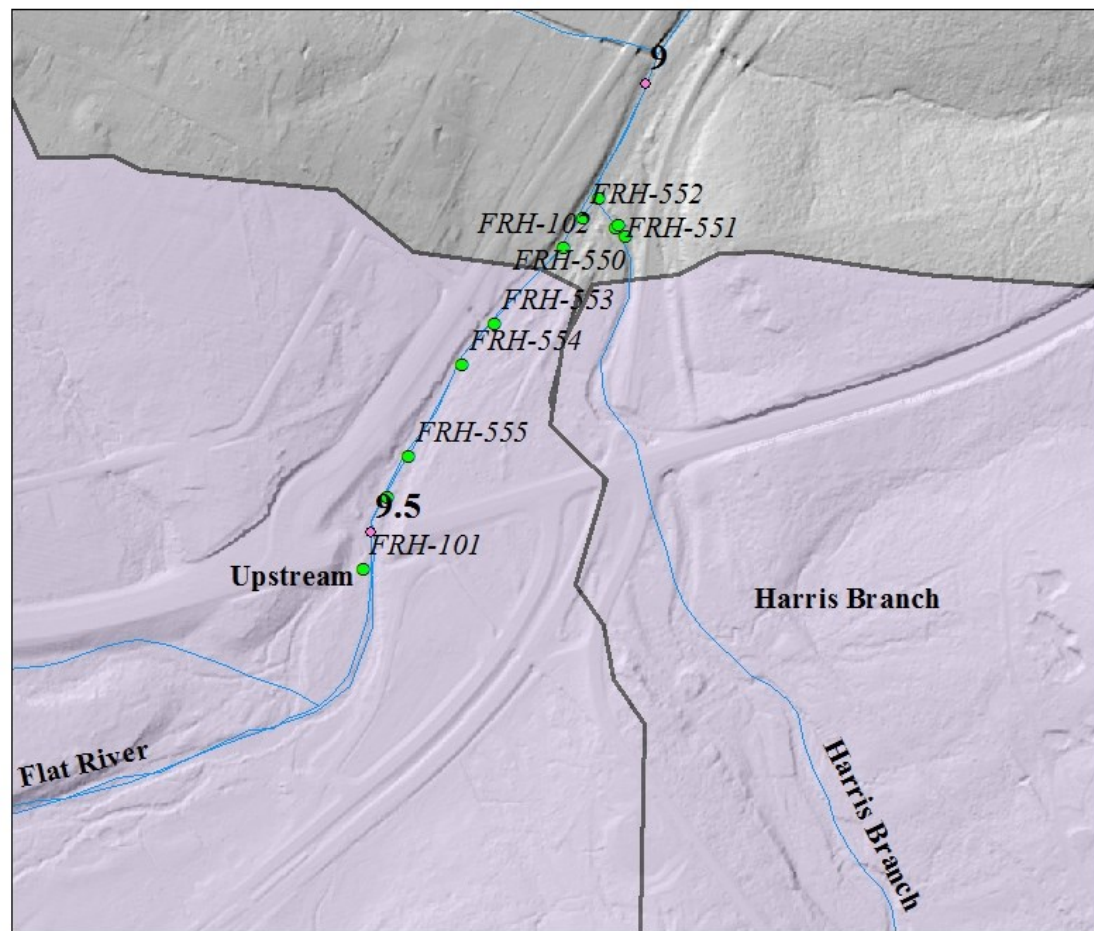 9
FRH-552
FRH-102
FRH-551
FRH-550
FRH-553
FRH-554
FRH-555
9.5
FRH-101
Upstream
Harris Branch
Flat River
Harris Branch